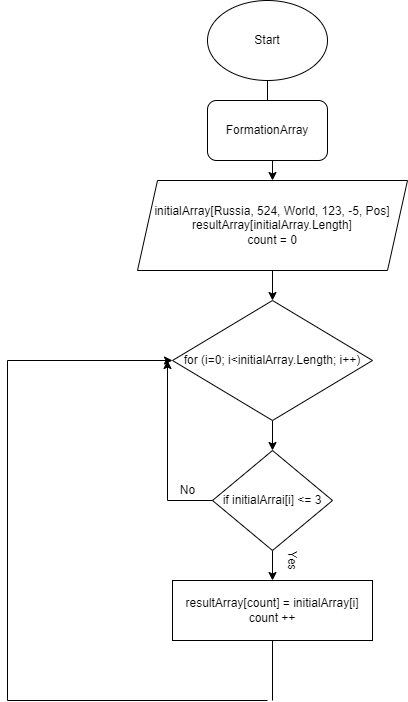 Start
FormationArray
initialArray[Russia, 524, World, 123, -5, Pos]
resultArray[initialArray.Length]
count = 0
for (i=0; i<initialArray.Length; i++)
if initialArrai[i] <= 3
No
Yes
resultArray[count] = initialArray[i]
count ++